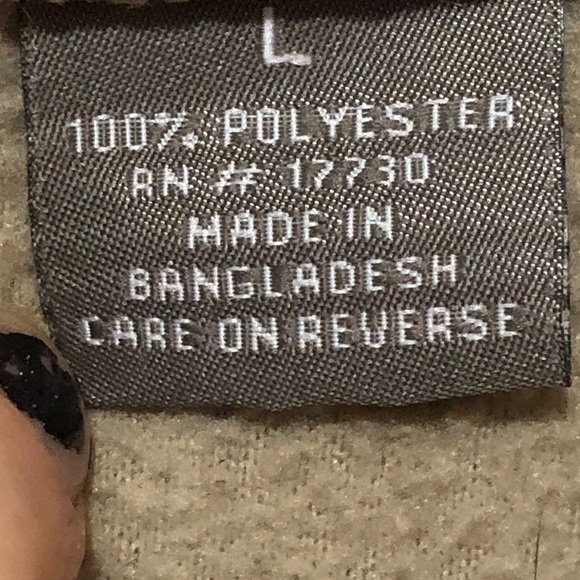 L
100% POLYESTER
RN # 17730
MADE IN
BANGLADESH
CARE ON REVERSE